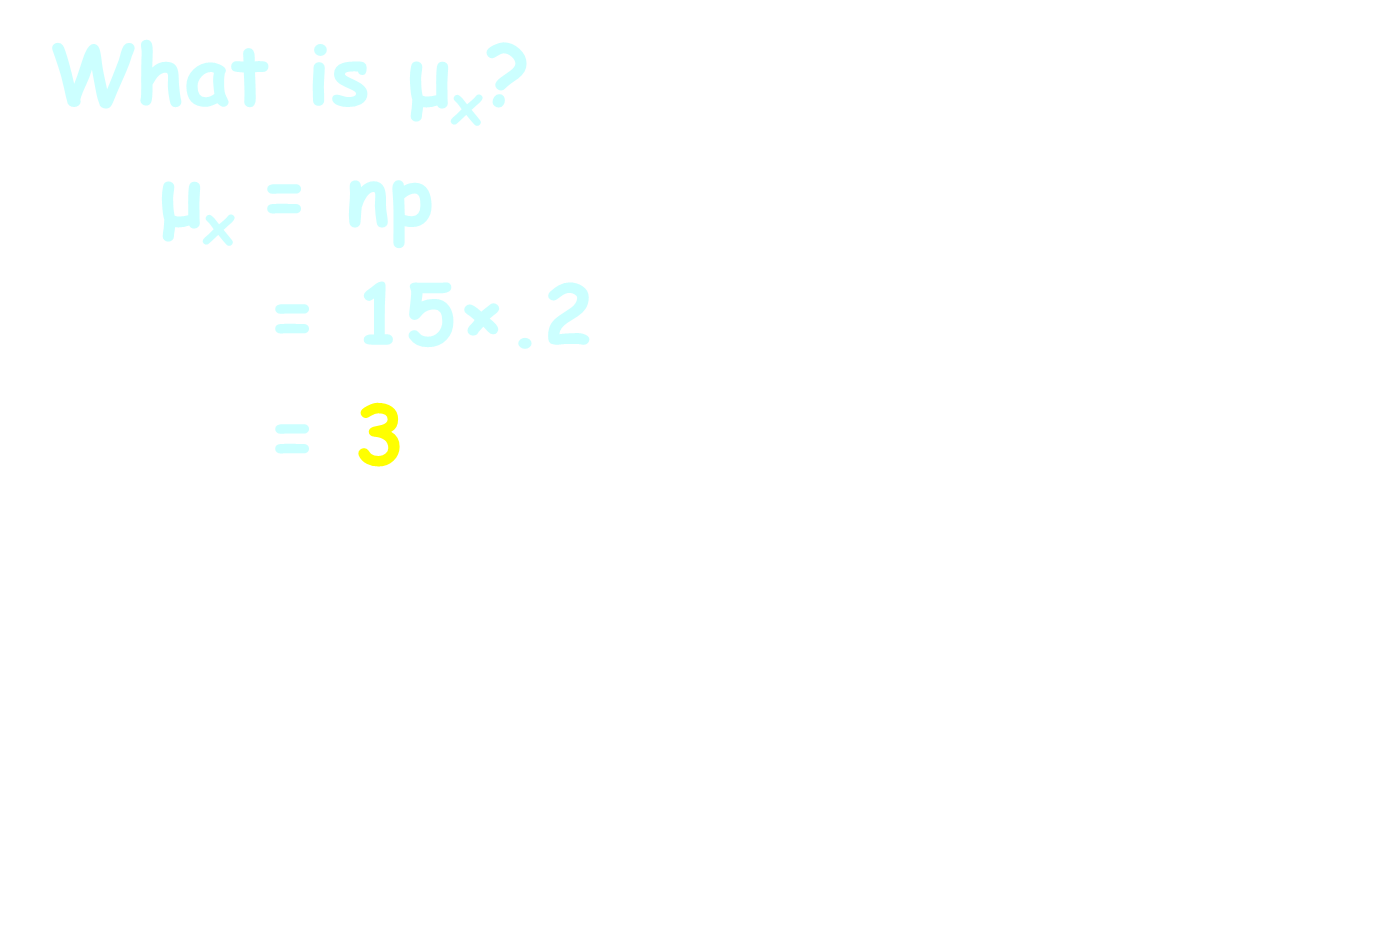 What is μₓ?
μₓ = np
= 15×.2
= 3